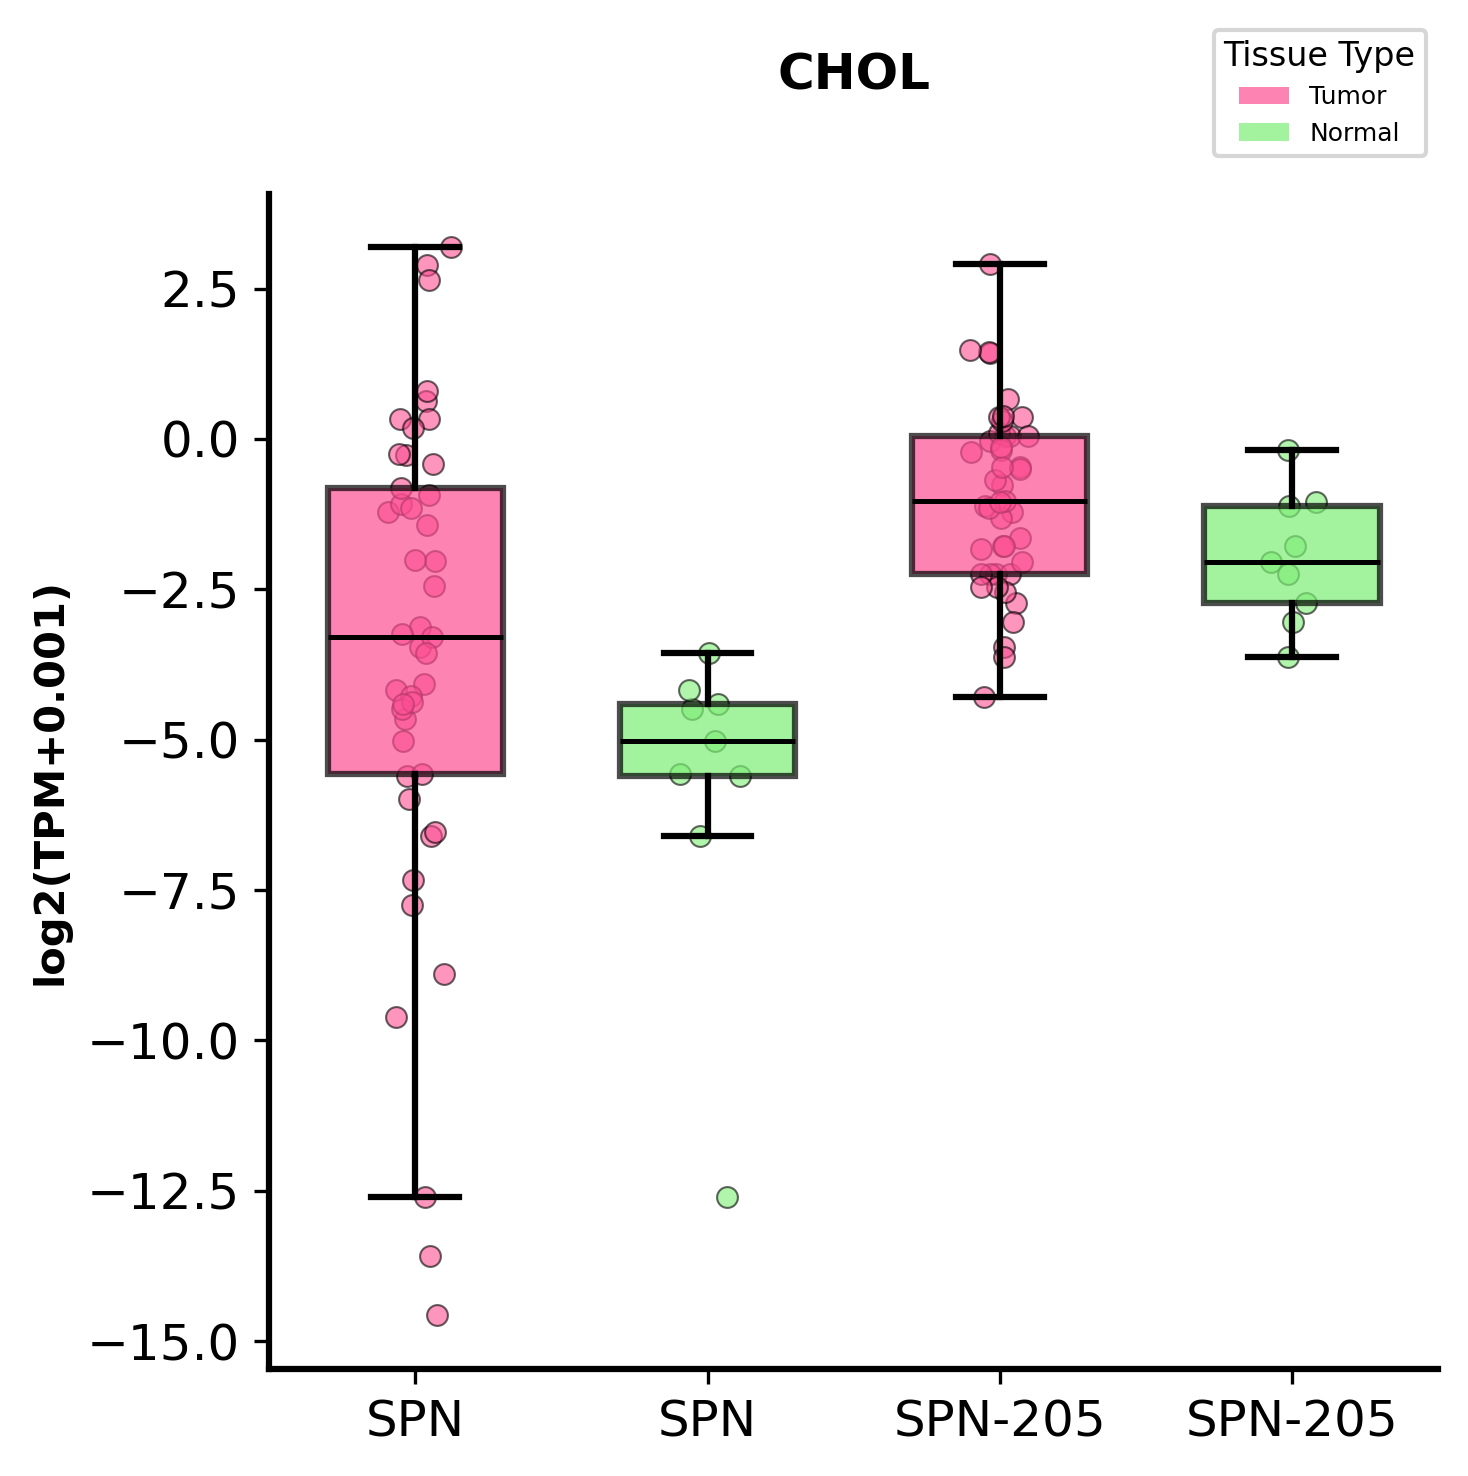 CHOL
Tissue Type
Tumor
Normal
log2(TPM+0.001)
2.5
0.0
−2.5
−5.0
−7.5
−10.0
−12.5
−15.0
SPN SPN SPN-205 SPN-205